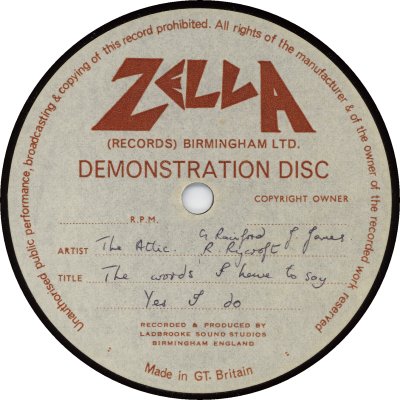 Unauthorised public performance, broadcasting & copying of this record prohibited. All rights of the manufacturer & of the owner of the recorded work reserved
ZELLA
(RECORDS) BIRMINGHAM LTD.
DEMONSTRATION DISC
COPYRIGHT OWNER
R.P.M.
G Rawford J Jones
ARTIST The Attic. R. Rycroft
TITLE The words I have to say
Yes I do
RECORDED & PRODUCED BY
LADBROOKE SOUND STUDIOS
BIRMINGHAM ENGLAND
Made in GT. Britain